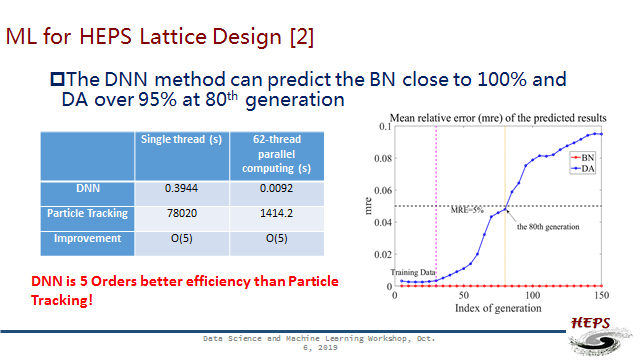 ML for HEPS Lattice Design [2]
The DNN method can predict the BN close to 100% and
DA over 95% at 80th generation
Single thread (s)
62-thread
parallel
computing (s)
DNN 0.3944 0.0092
Particle Tracking 78020 1414.2
Improvement O(5) O(5)
DNN is 5 Orders better efficiency than Particle
Tracking!
Mean relative error (mre) of the predicted results
0.1
0.08
0.06
0.04
0.02
0
mre
BN
DA
MRE=5%
the 80th generation
Training Data
0 50 100 150
Index of generation
Data Science and Machine Learning Workshop, Oct.
6, 2019
HEPS